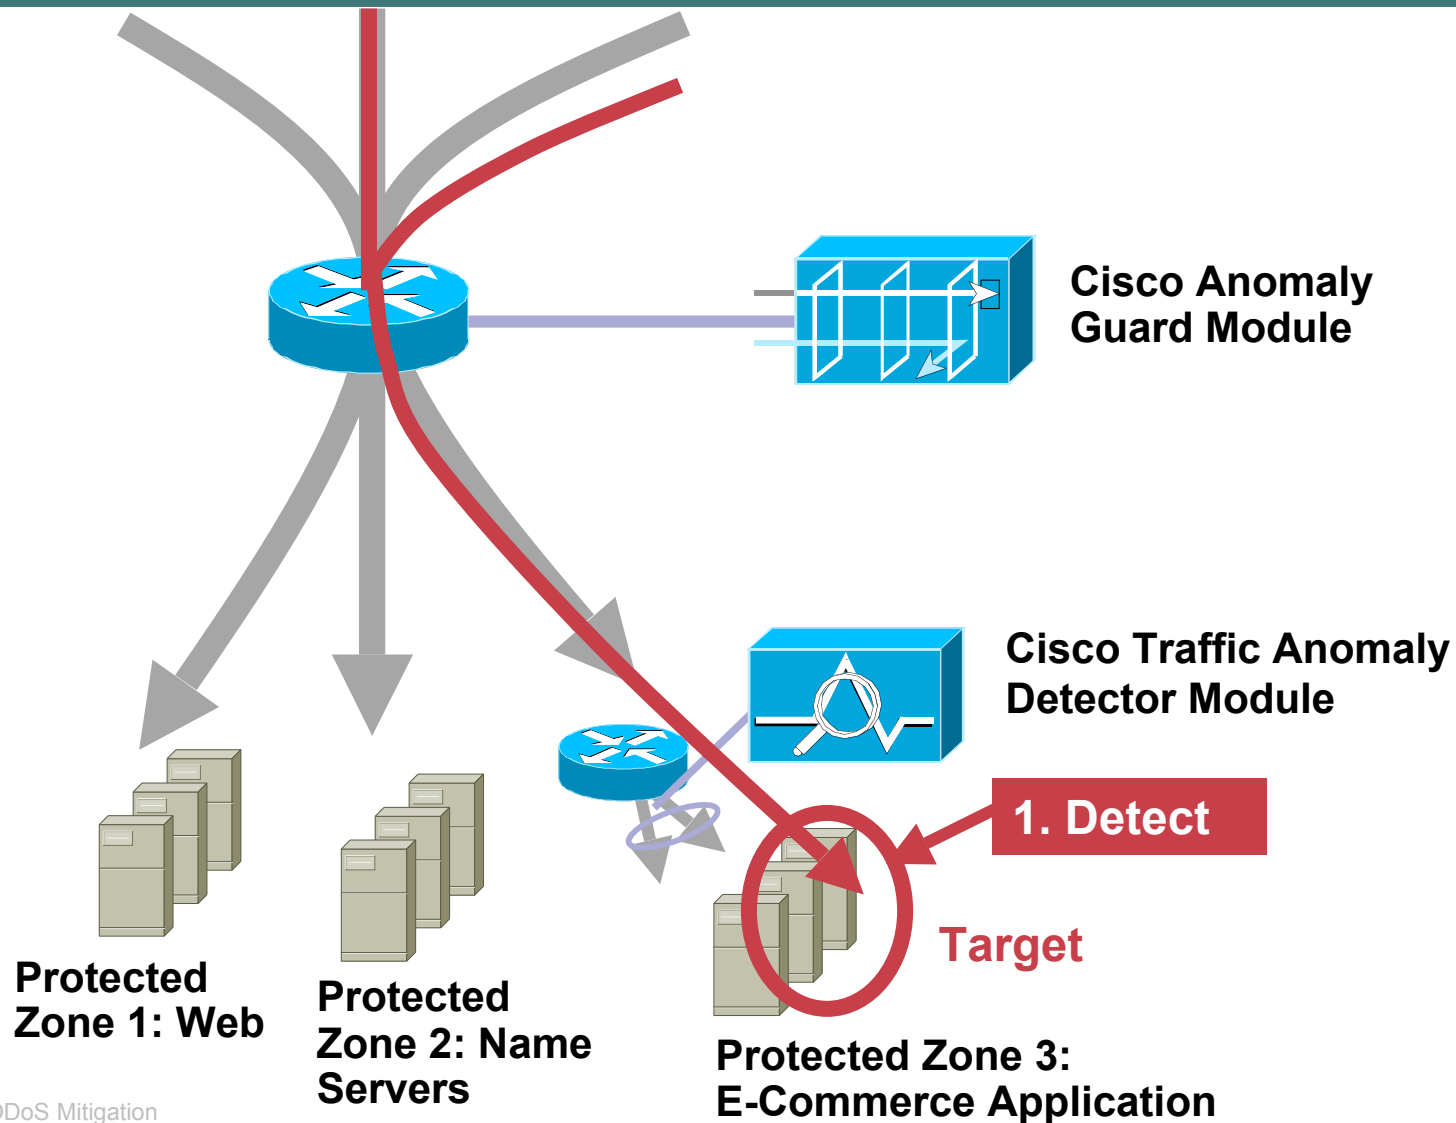 Cisco Anomaly
Guard Module
Cisco Traffic Anomaly
Detector Module
1. Detect
Target
Protected
Zone 1: Web
Protected
Zone 2: Name
Servers
Protected Zone 3:
E-Commerce Application
DDoS Mitigation